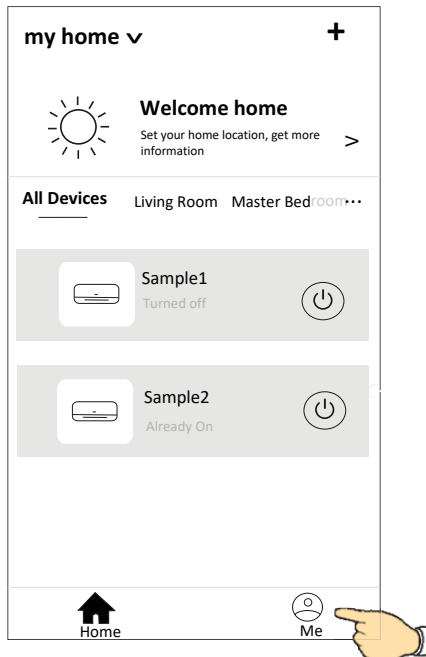 my home v +
Welcome home
Set your home location, get more
information
>
All Devices Living Room Master Bedroom...
Sample1
Turned off
Sample2
Already On
Home Me